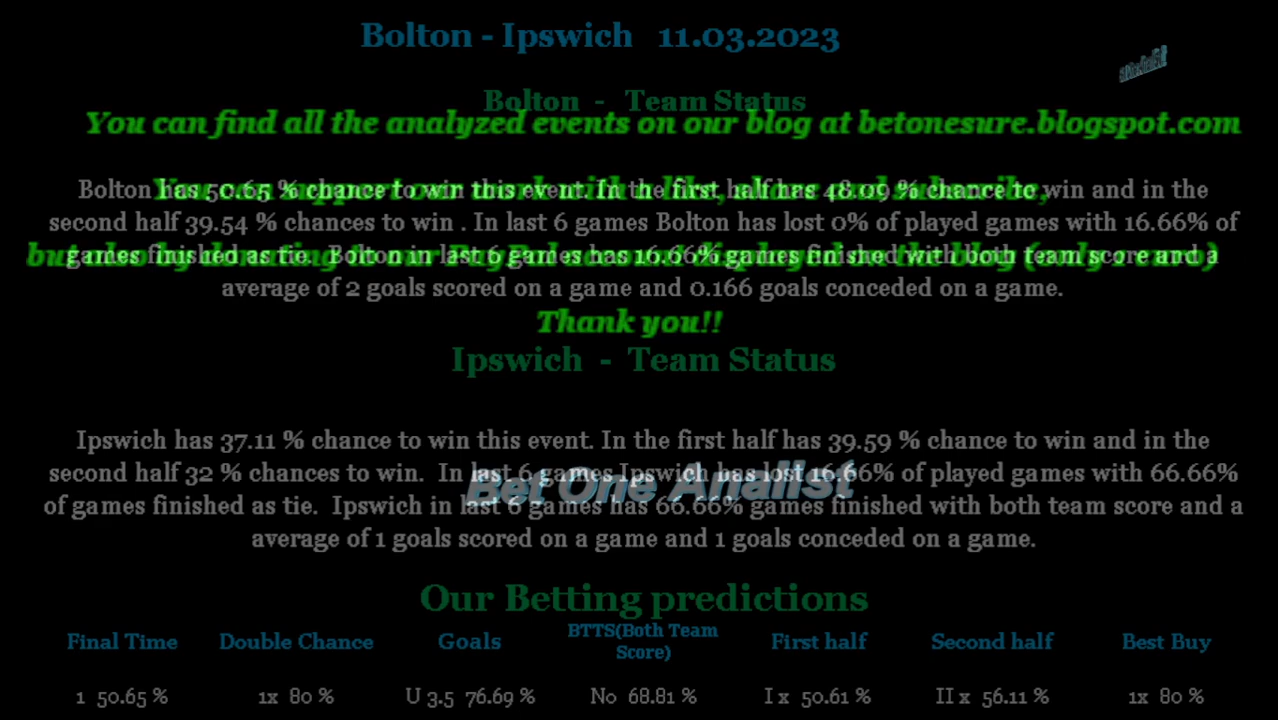 Bolton - Ipswich 11.03.2023
Bolton - Team Status
You can find all the analyzed events on our blog at betonesure.blogspot.com
Bolton has 50.65 % chance to win this event. In the first half has 48.09 % chance to win and in the
second half 39.54 % chances to win . In last 6 games Bolton has lost 0% of played games with 16.66% of
games finished as tie. Bolton in last 6 games has 16.66% games finished with both team score and a
average of 2 goals scored on a game and 0.166 goals conceded on a game.
Thank you!!
Ipswich - Team Status
Ipswich has 37.11 % chance to win this event. In the first half has 39.59 % chance to win and in the
second half 32 % chances to win. In last 6 games Ipswich has lost 16.66% of played games with 66.66%
Bet One Analist
of games finished as tie. Ipswich in last 6 games has 66.66% games finished with both team score and a
average of 1 goals scored on a game and 1 goals conceded on a game.
Our Betting predictions
Final Time Double Chance Goals BTTS(Both Team Score) First half Second half Best Buy
1 50.65 % 1x 80 % U 3.5 76.69 % No 68.81 % I x 50.61 % II x 56.11 % 1x 80 %